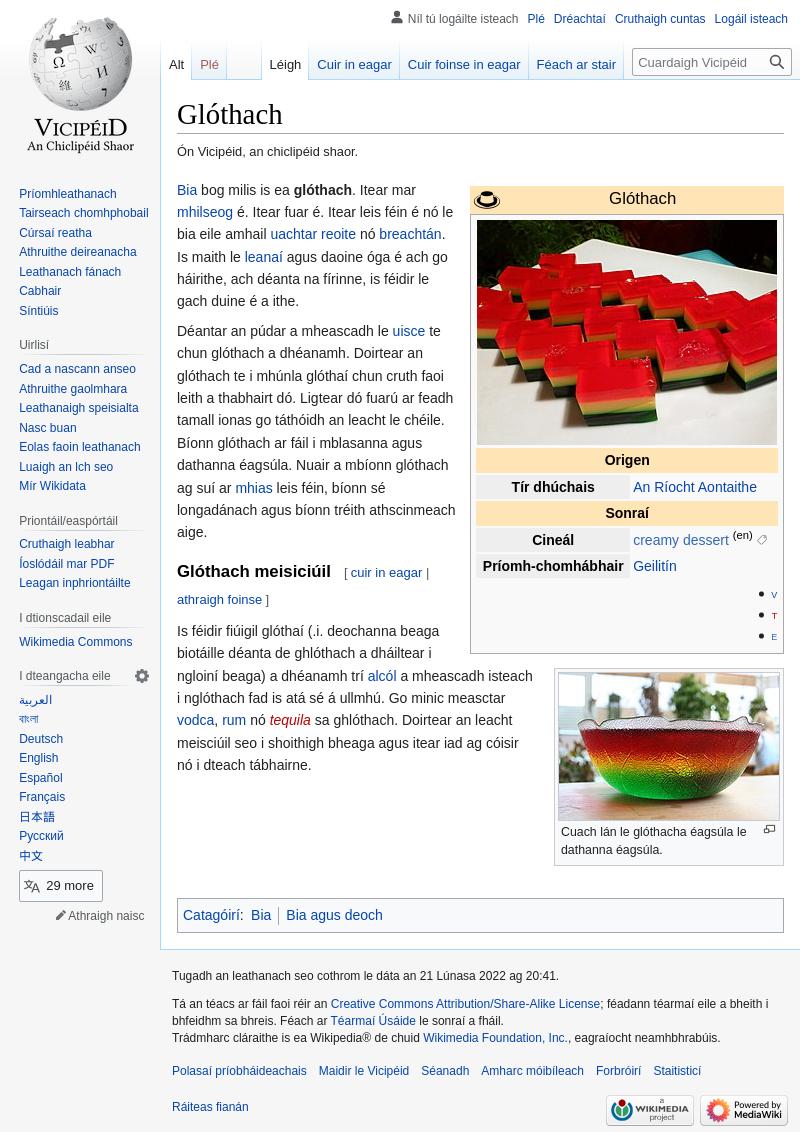 Níl tú logáilte isteach Plé Dréachtaí Cruthaigh cuntas Logáil isteach
Alt Plé Léigh Cuir in eagar Cuir foinse in eagar Féach ar stair Cuardaigh Vicipéid
VICIPÉID
An Chiclipéid Shaor
Príomhleathanach
Tairseach chomhphobail
Cúrsaí reatha
Athruithe deireanacha
Leathanach fánach
Cabhair
Síntiúis
Uirlisí
Cad a nascann anseo
Athruithe gaolmhara
Leathanaigh speisialta
Nasc buan
Eolas faoin leathanach
Luaigh an lch seo
Mír Wikidata
Priontáil/easpórtáil
Cruthaigh leabhar
Íoslódáil mar PDF
Leagan inphriontáilte
I dtionscadail eile
Wikimedia Commons
I dteangacha eile
العربية
বাংলা
Deutsch
English
Español
Français
日本語
Русский
中文
29 more
Athraigh naisc
Glóthach
Ón Vicipéid, an chiclipéid shaor.
Bia bog milis is ea glóthach. Itear mar
mhilseog é. Itear fuar é. Itear leis féin é nó le
bia eile amhail uachtar reoite nó breachtán.
Is maith le leanaí agus daoine óga é ach go
háirithe, ach déanta na fírinne, is féidir le
gach duine é a ithe.
Déantar an púdar a mheascadh le uisce te
chun glóthach a dhéanamh. Doirtear an
glóthach te i mhúnla glóthaí chun cruth faoi
leith a thabhairt dó. Ligtear dó fuarú ar feadh
tamall ionas go táthóidh an leacht le chéile.
Bíonn glóthach ar fáil i mblasanna agus
dathanna éagsúla. Nuair a mbíonn glóthach
ag suí ar mhias leis féin, bíonn sé
longadánach agus bíonn tréith athscinmeach
aige.
Glóthach
Origen
Tír dhúchais An Ríocht Aontaithe
Sonraí
Cineál creamy dessert (en)
Príomh-chomhábhair Geilitín
V
T
E
Glóthach meisiciúil [ cuir in eagar |
athraigh foinse ]
Is féidir fiúigil glóthaí (.i. deochanna beaga
biotáille déanta de ghlóthach a dháiltear i
ngloiní beaga) a dhéanamh trí alcól a mheascadh isteach
i nglóthach fad is atá sé á ullmhú. Go minic measctar
vodca, rum nó tequila sa ghlóthach. Doirtear an leacht
meisciúil seo i shoithigh bheaga agus itear iad ag cóisir
nó i dteach tábhairne.
Cuach lán le glóthacha éagsúla le
dathanna éagsúla.
Catagóirí: Bia Bia agus deoch
Tugadh an leathanach seo cothrom le dáta an 21 Lúnasa 2022 ag 20:41.
Tá an téacs ar fáil faoi réir an Creative Commons Attribution/Share-Alike License; féadann téarmaí eile a bheith i
bhfeidhm sa bhreis. Féach ar Téarmaí Úsáide le sonraí a fháil.
Trádmharc cláraithe is ea Wikipedia® de chuid Wikimedia Foundation, Inc., eagraíocht neamhbhrabúis.
Polasaí príobháideachais Maidir le Vicipéid Séanadh Amharc móibíleach Forbróirí Staitisticí
Ráiteas fianán
a
WIKIMEDIA
project
Powered by
MediaWiki